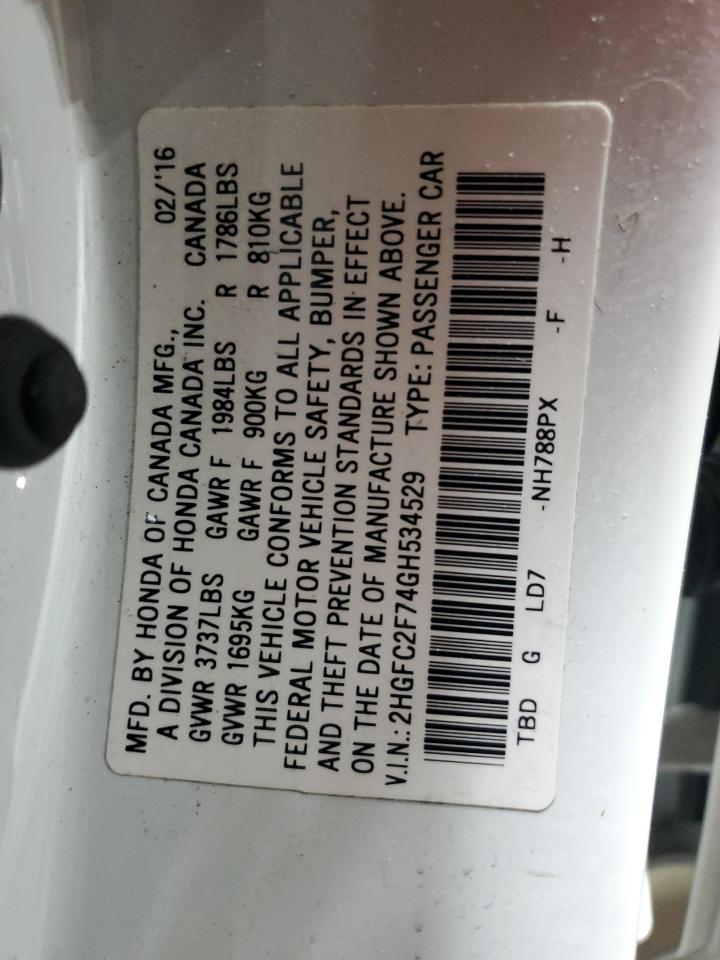 MFD. BY HONDA OF CANADA MFG., 02/'16
A DIVISION OF HONDA CANADA INC. CANADA
GVWR 3737LBS GAWR F 1984LBS R 1786LBS
GVWR 1695KG GAWR F 900KG R 810KG
THIS VEHICLE CONFORMS TO ALL APPLICABLE
FEDERAL MOTOR VEHICLE SAFETY, BUMPER,
AND THEFT PREVENTION STANDARDS IN EFFECT
ON THE DATE OF MANUFACTURE SHOWN ABOVE.
V.I.N.: 2HGFC2F74GH534529 TYPE: PASSENGER CAR
TBD G LD7 -NH788PX -F -H